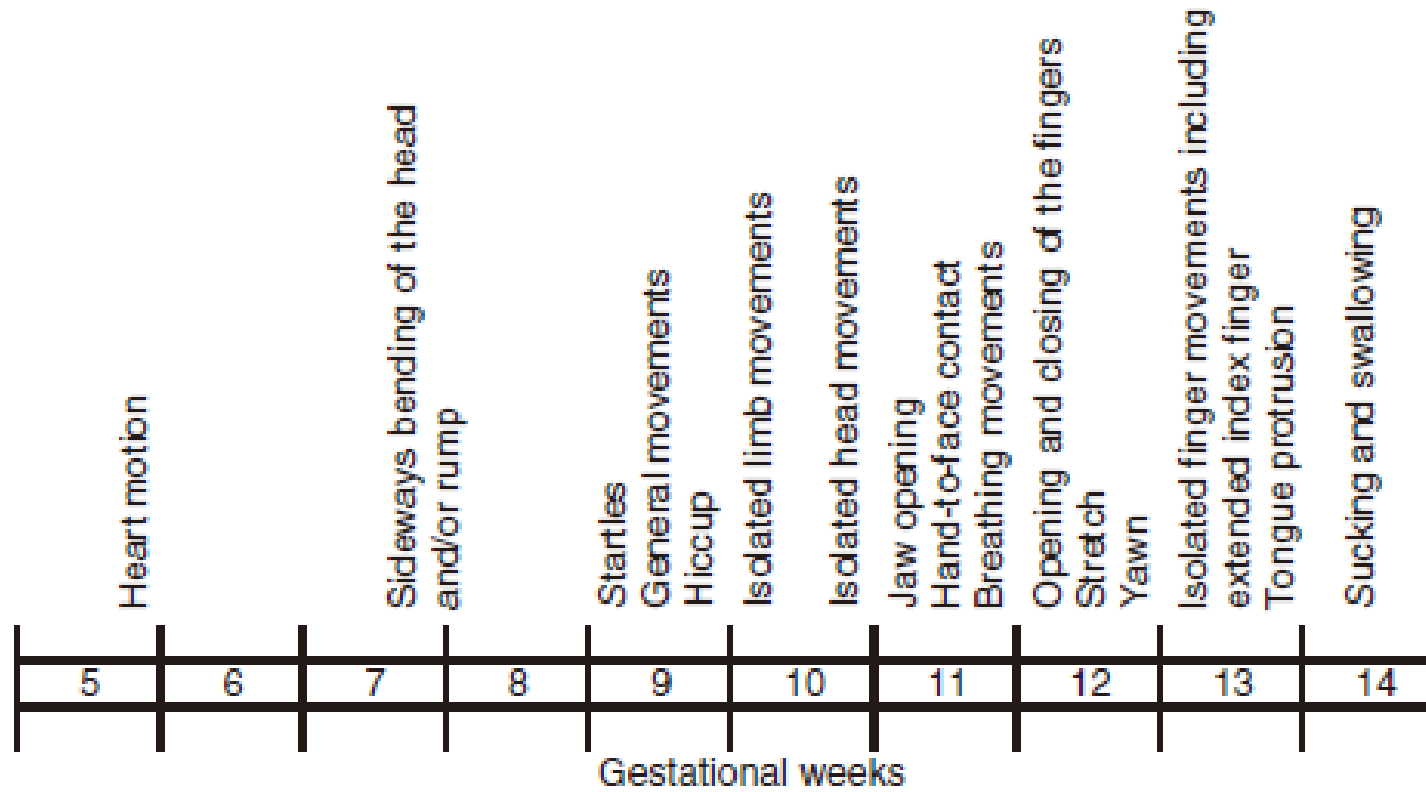 Heart motion
Sideways bending of the head
and/or rump
Startles
General movements
Hiccup
Isolated limb movements
Isolated head movements
Jaw opening
Hand-to-face contact
Breathing movements
Opening and closing of the fingers
Stretch
Yawn
Isolated finger movements including
extended index finger
Tongue protrusion
Sucking and swallowing
5 6 7 8 9 10 11 12 13 14
Gestational weeks